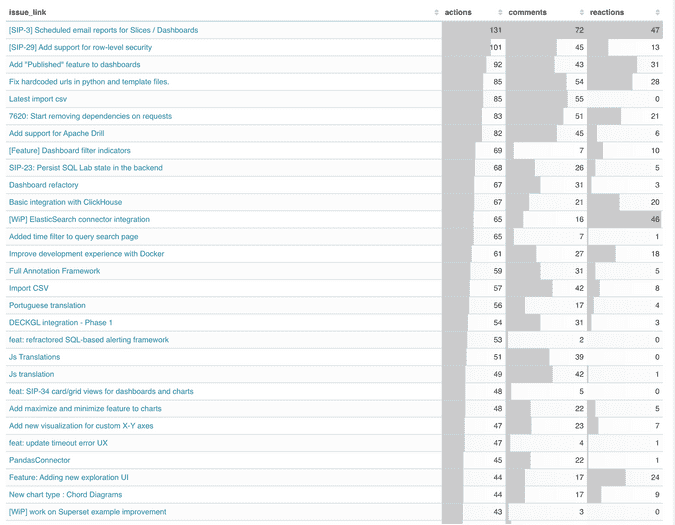 issue_link actions comments reactions
[SIP-3] Scheduled email reports for Slices / Dashboards 131 72 47
[SIP-29] Add support for row-level security 101 45 13
Add "Published" feature to dashboards 92 43 31
Fix hardcoded urls in python and template files. 85 54 28
Latest import csv 85 55 0
7620: Start removing dependencies on requests 83 51 21
Add support for Apache Drill 82 45 6
[Feature] Dashboard filter indicators 69 7 10
SIP-23: Persist SQL Lab state in the backend 68 26 5
Dashboard refactory 67 31 3
Basic integration with ClickHouse 67 21 20
[WiP] ElasticSearch connector integration 65 16 46
Added time filter to query search page 65 7 1
Improve development experience with Docker 61 27 18
Full Annotation Framework 59 31 5
Import CSV 57 42 8
Portuguese translation 56 17 4
DECKGL integration - Phase 1 54 31 3
feat: refractored SQL-based alerting framework 53 2 0
Js Translations 51 39 0
Js translation 49 42 1
feat: SIP-34 card/grid views for dashboards and charts 48 5 0
Add maximize and minimize feature to charts 48 22 5
Add new visualization for custom X-Y axes 47 23 7
feat: update timeout error UX 47 4 1
PandasConnector 45 22 1
Feature: Adding new exploration UI 44 17 24
New chart type : Chord Diagrams 44 17 9
[WiP] work on Superset example improvement 43 3 0